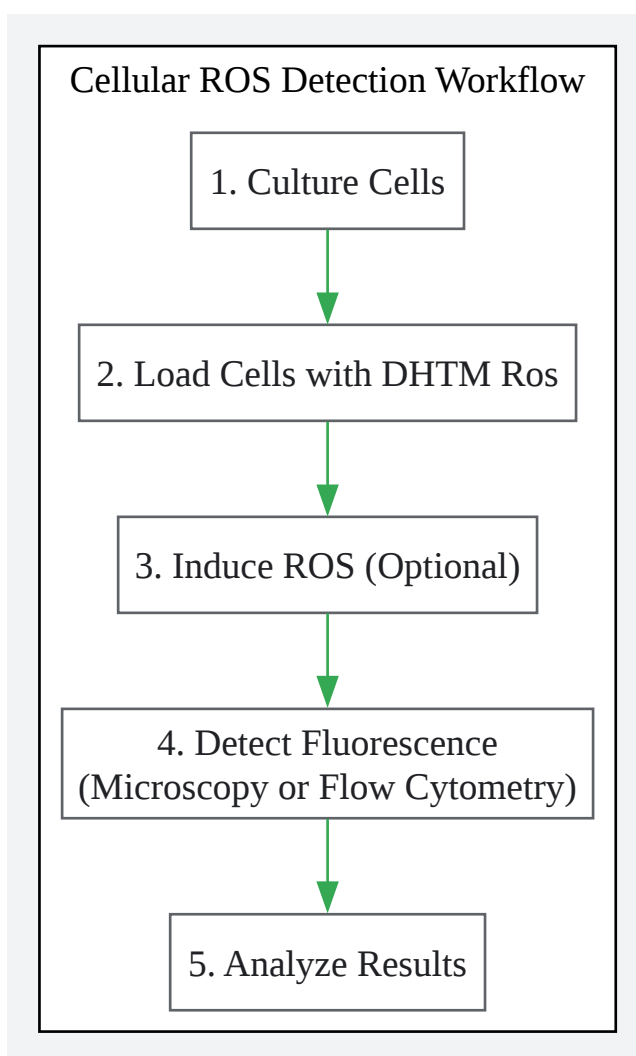 Cellular ROS Detection Workflow
1. Culture Cells
2. Load Cells with DHTM Ros
3. Induce ROS (Optional)
4. Detect Fluorescence
(Microscopy or Flow Cytometry)
5. Analyze Results